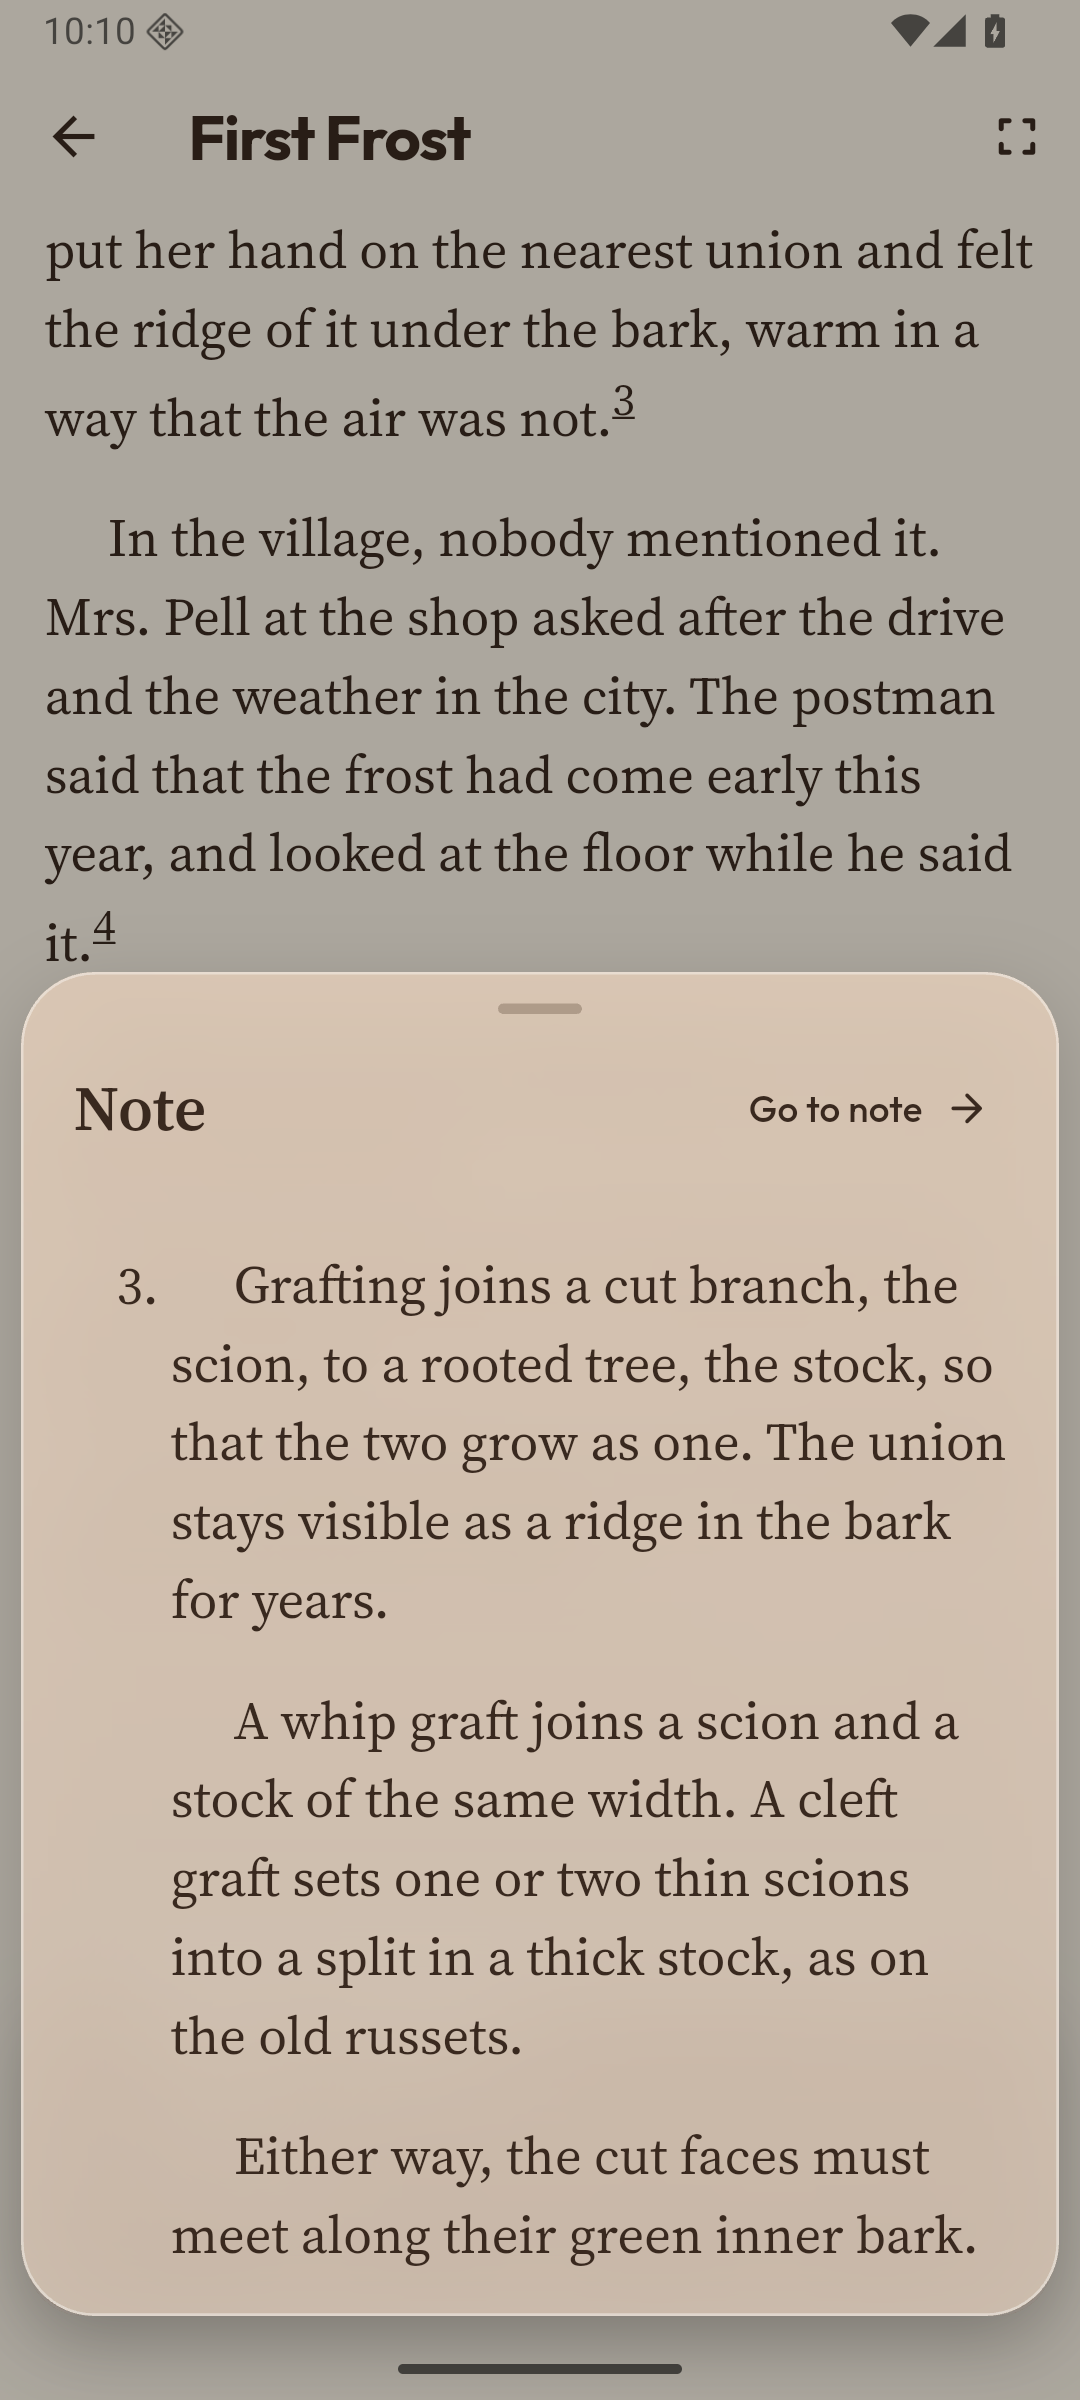 10:10
First Frost
put her hand on the nearest union and felt
the ridge of it under the bark, warm in a
way that the air was not.3
In the village, nobody mentioned it.
Mrs. Pell at the shop asked after the drive
and the weather in the city. The postman
said that the frost had come early this
year, and looked at the floor while he said
it.4
Note
Go to note
3. Grafting joins a cut branch, the
scion, to a rooted tree, the stock, so
that the two grow as one. The union
stays visible as a ridge in the bark
for years.
A whip graft joins a scion and a
stock of the same width. A cleft
graft sets one or two thin scions
into a split in a thick stock, as on
the old russets.
Either way, the cut faces must
meet along their green inner bark.